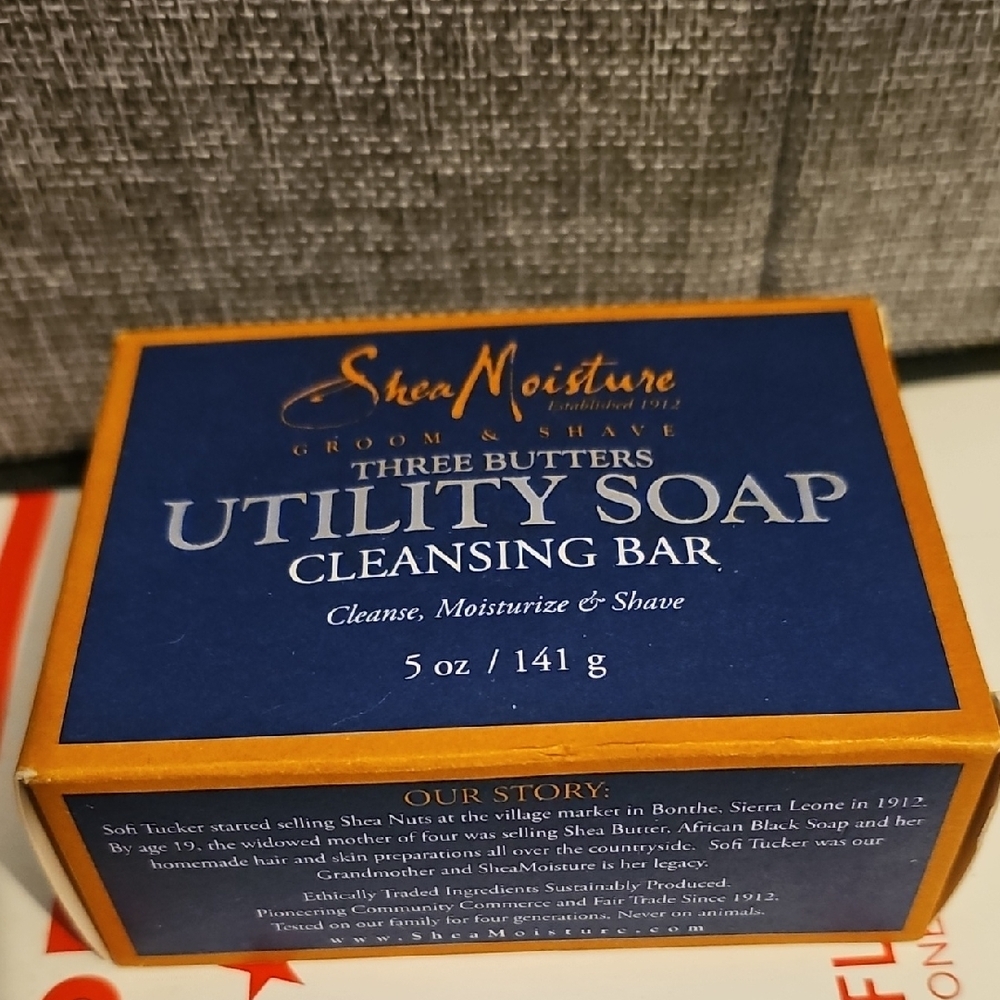 SheaMoisture
Established 1912
GROOM & SHAVE
THREE BUTTERS
UTILITY SOAP
CLEANSING BAR
Cleanse, Moisturize & Shave
5 oz / 141 g
OUR STORY:
Sofi Tucker started selling Shea Nuts at the village market in Bonthe, Sierra Leone in 1912.
By age 19, the widowed mother of four was selling Shea Butter, African Black Soap and her
homemade hair and skin preparations all over the countryside. Sofi Tucker was our
Grandmother and SheaMoisture is her legacy.
Ethically Traded Ingredients Sustainably Produced.
Pioneering Community Commerce and Fair Trade Since 1912.
Tested on our family for four generations. Never on animals.
www.SheaMoisture.com
FL
ONE